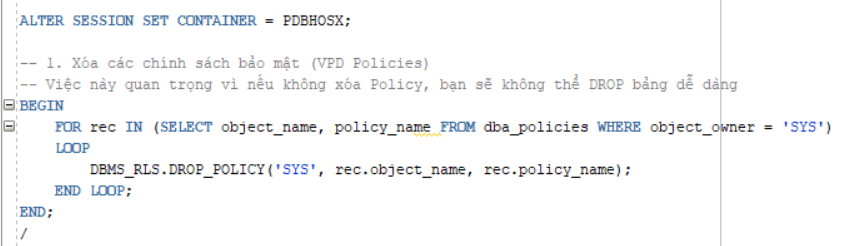 ALTER SESSION SET CONTAINER = PDBHOSX;
-- 1. Xóa các chính sách bảo mật (VPD Policies)
-- Việc này quan trọng vì nếu không xóa Policy, bạn sẽ không thể DROP bảng dễ dàng
BEGIN
    FOR rec IN (SELECT object_name, policy_name FROM dba_policies WHERE object_owner = 'SYS')
    LOOP
        DBMS_RLS.DROP_POLICY('SYS', rec.object_name, rec.policy_name);
    END LOOP;
END;
/